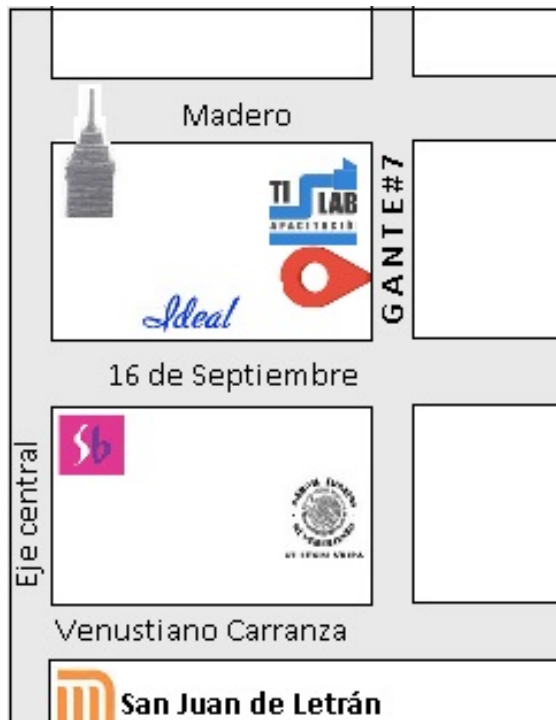 Madero
TI
LAB
GANTE#7
Ideal
16 de Septiembre
Sb
Eje central
Venustiano Carranza
San Juan de Letrán